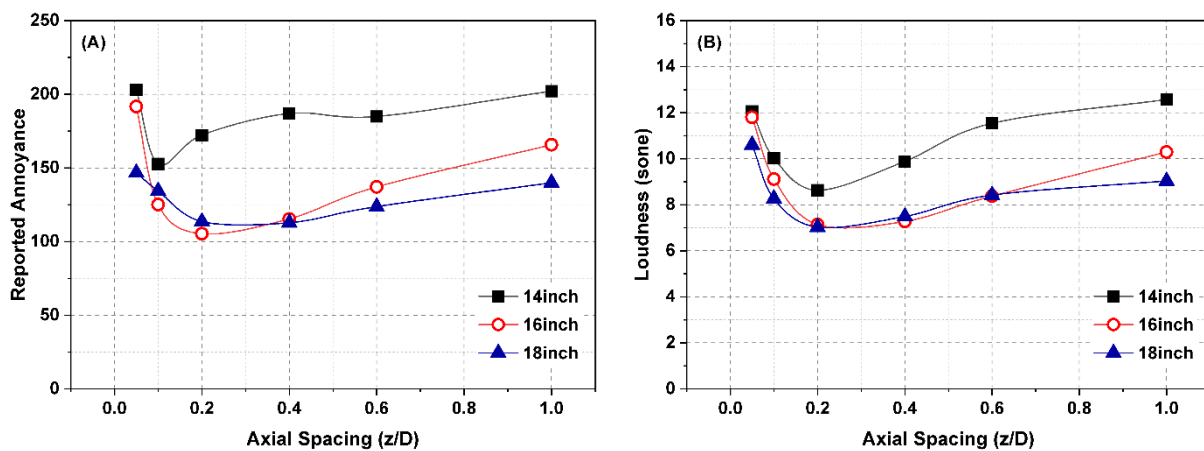 (A)
Reported Annoyance
250
200
150
100
50
0
14inch
16inch
18inch
0.0 0.2 0.4 0.6 0.8 1.0
Axial Spacing (z/D)
(B)
Loudness (sone)
16
14
12
10
8
6
4
2
0
14inch
16inch
18inch
0.0 0.2 0.4 0.6 0.8 1.0
Axial Spacing (z/D)